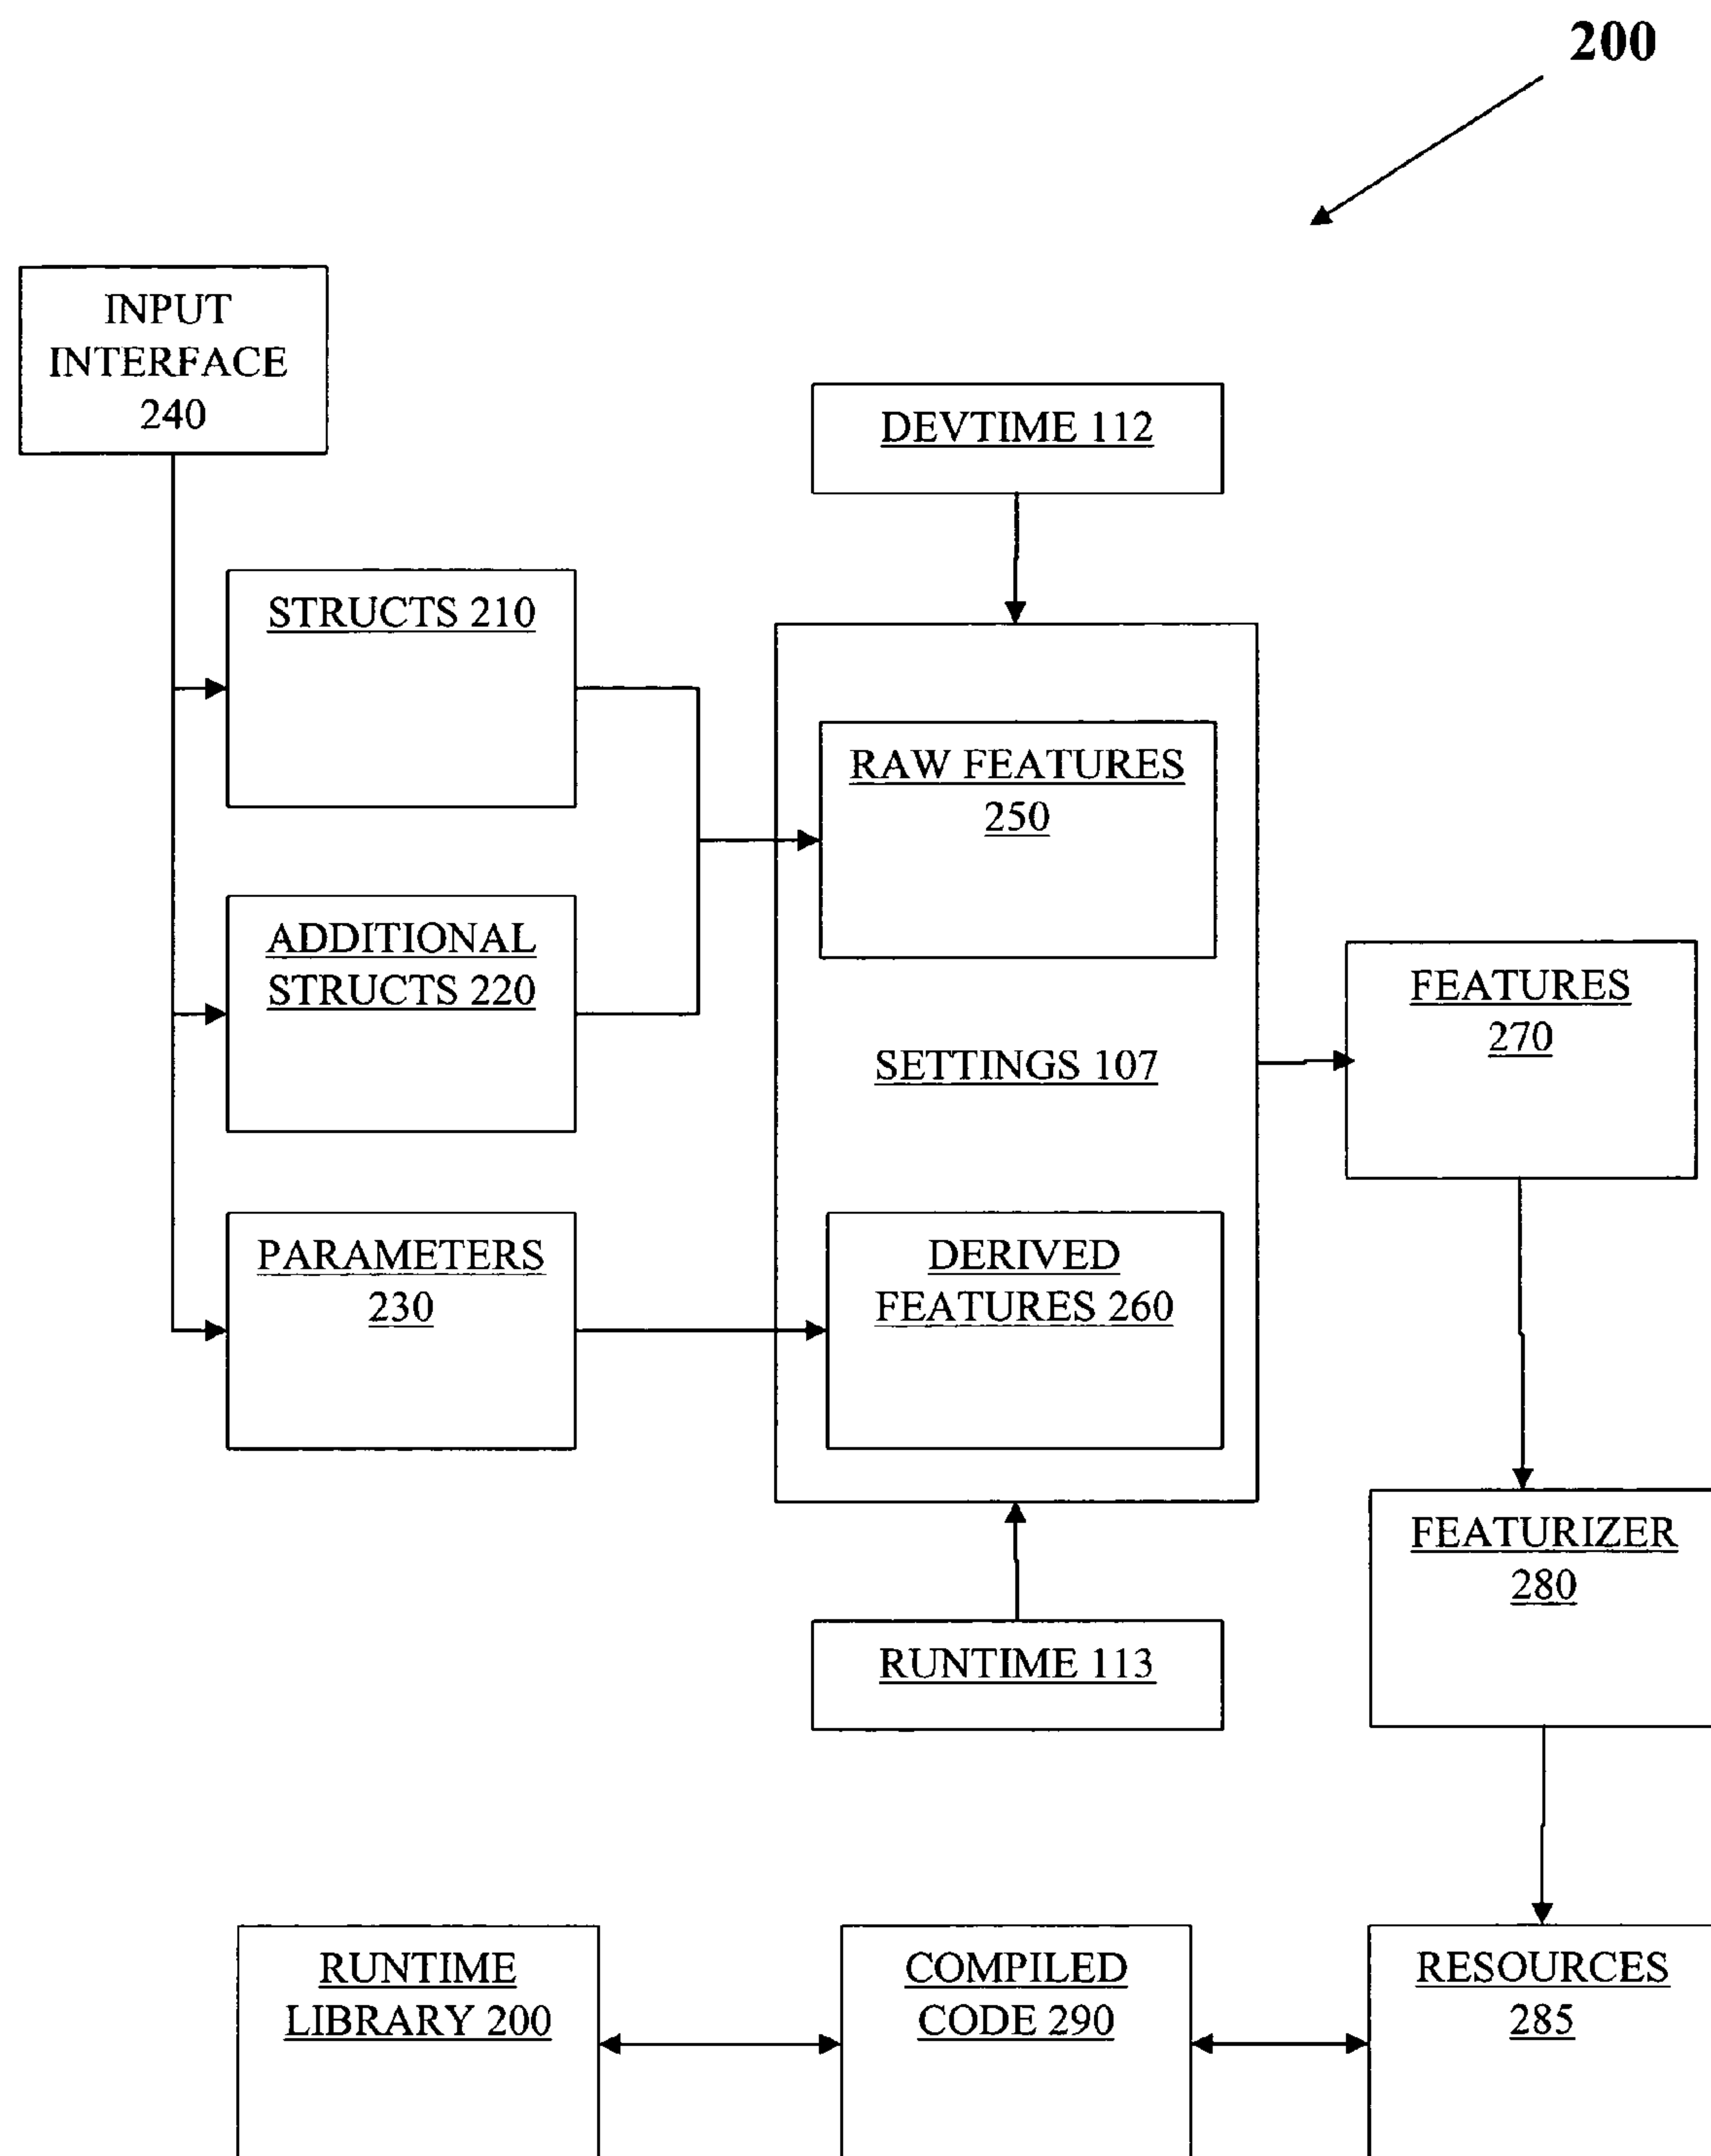 200
INPUT
INTERFACE
240
DEVTIME 112
STRUCTS 210
RAW FEATURES
250
ADDITIONAL
STRUCTS 220
FEATURES
270
SETTINGS 107
PARAMETERS
230
DERIVED
FEATURES 260
FEATURIZER
280
RUNTIME 113
RUNTIME
LIBRARY 200
COMPILED
CODE 290
RESOURCES
285